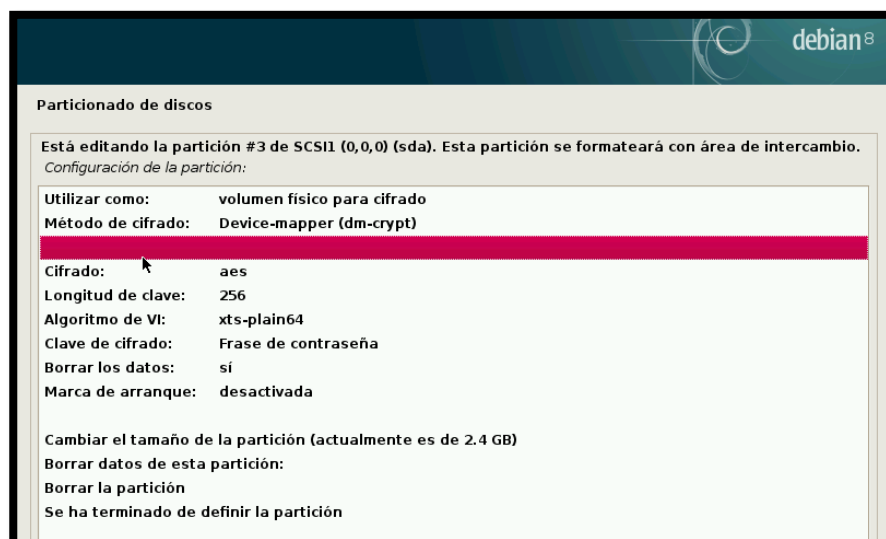 debian 8
Particionado de discos
Está editando la partición #3 de SCSI1 (0,0,0) (sda). Esta partición se formateará con área de intercambio.
Configuración de la partición:
Utilizar como: volumen físico para cifrado
Método de cifrado: Device-mapper (dm-crypt)
Cifrado: aes
Longitud de clave: 256
Algoritmo de VI: xts-plain64
Clave de cifrado: Frase de contraseña
Borrar los datos: sí
Marca de arranque: desactivada
Cambiar el tamaño de la partición (actualmente es de 2.4 GB)
Borrar datos de esta partición:
Borrar la partición
Se ha terminado de definir la partición